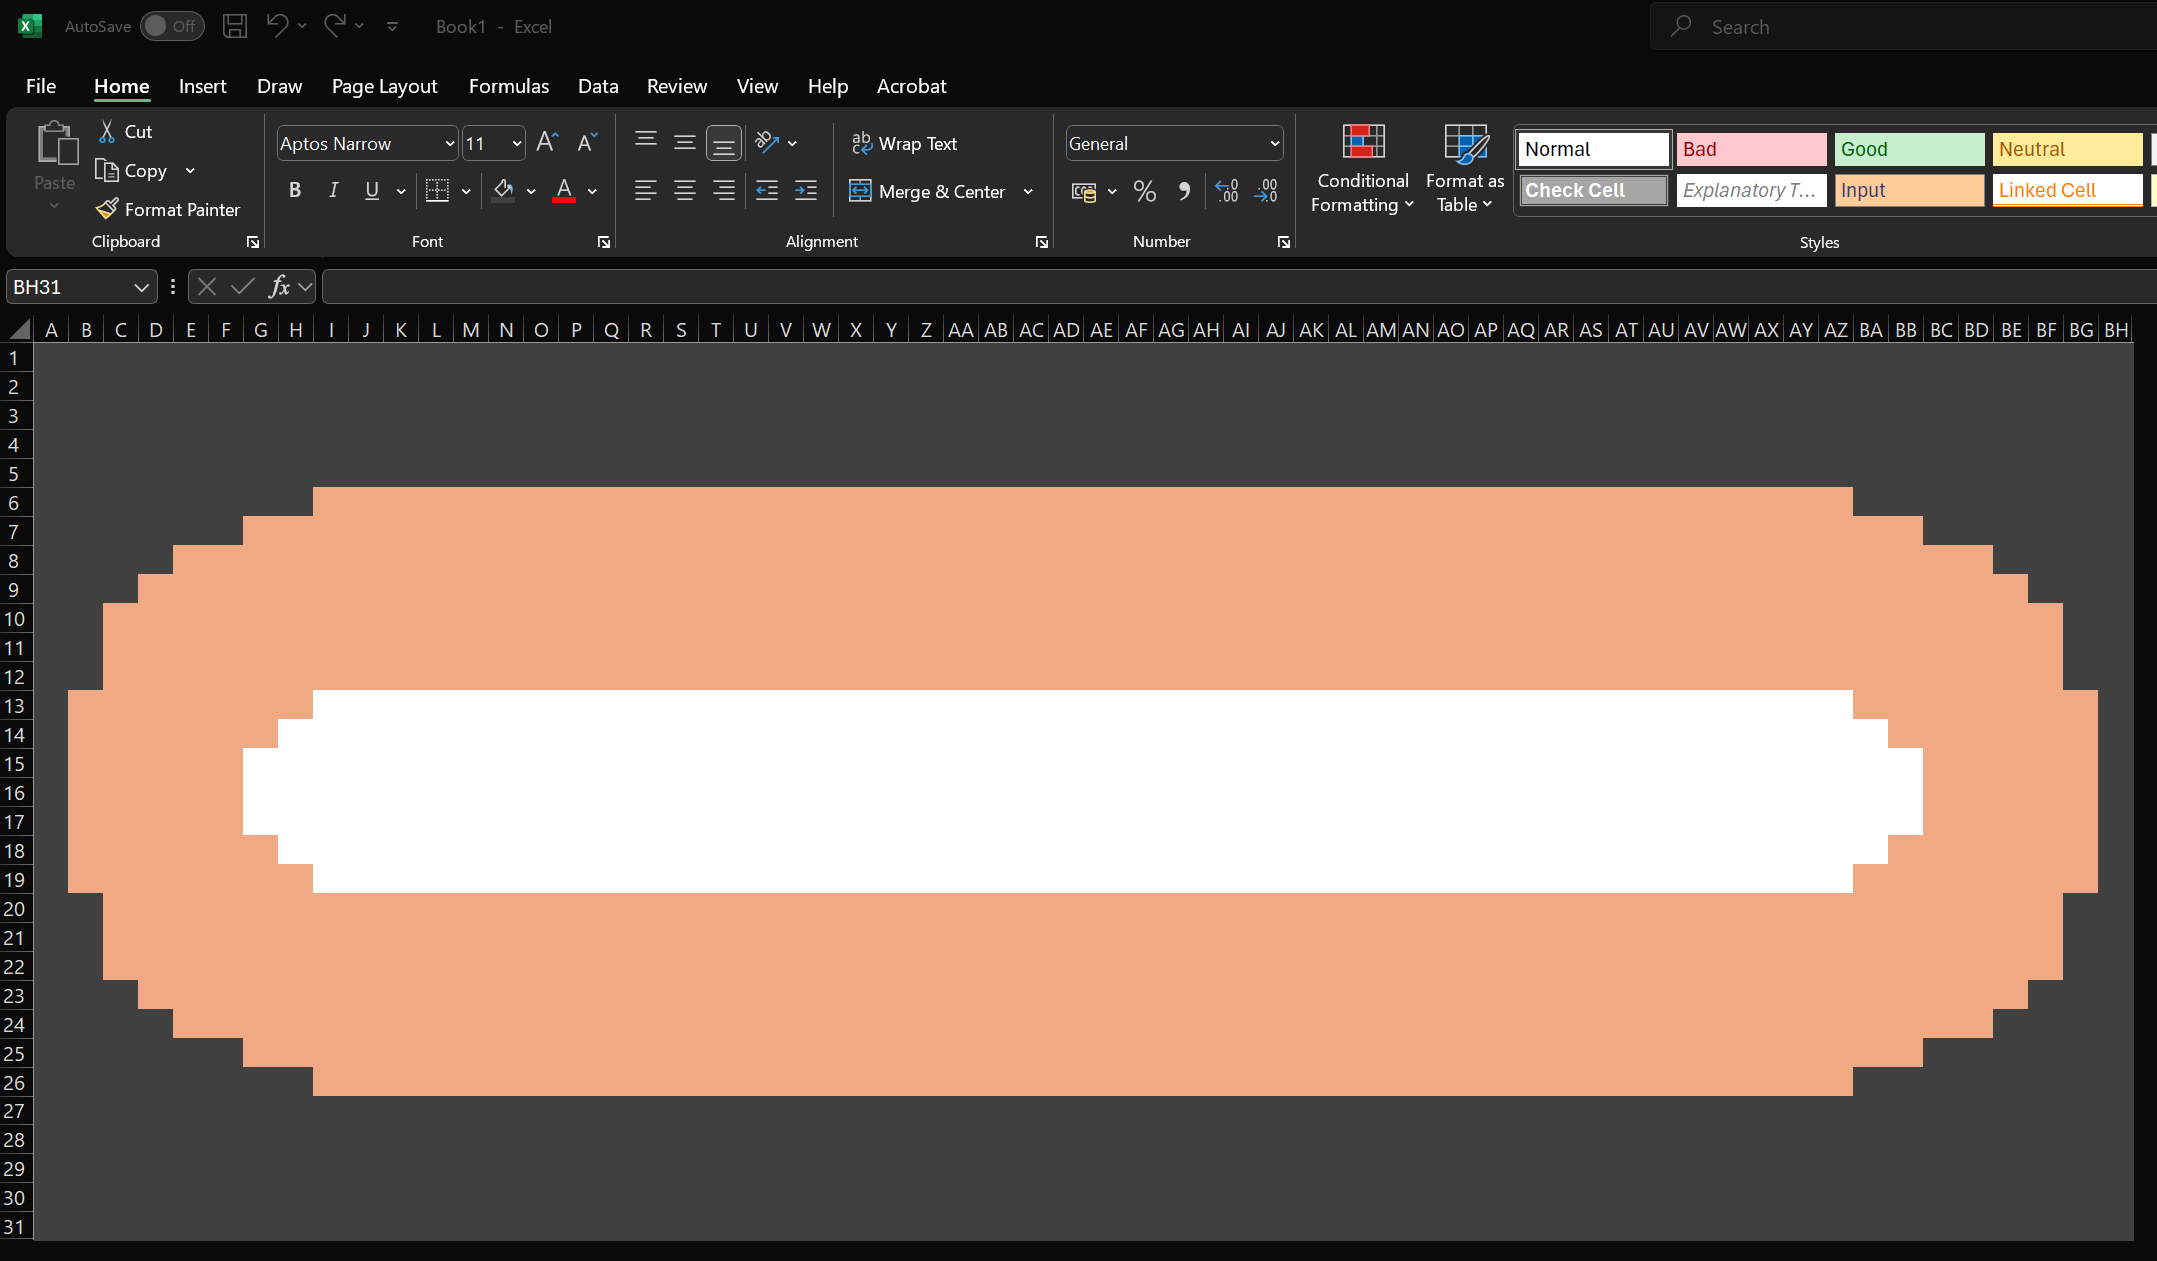 AutoSave Off Book1 - Excel Search
File Home Insert Draw Page Layout Formulas Data Review View Help Acrobat
Paste
Cut
Copy
Format Painter
Clipboard
Aptos Narrow 11
B I U
Font
Wrap Text
Merge & Center
Alignment
General
Number
Conditional Formatting
Format as Table
Normal Bad Good Neutral
Check Cell Explanatory T... Input Linked Cell
Styles
BH31 fx
A B C D E F G H I J K L M N O P Q R S T U V W X Y Z AA AB AC AD AE AF AG AH AI AJ AK AL AM AN AO AP AQ AR AS AT AU AV AW AX AY AZ BA BB BC BD BE BF BG BH
1
2
3
4
5
6
7
8
9
10
11
12
13
14
15
16
17
18
19
20
21
22
23
24
25
26
27
28
29
30
31